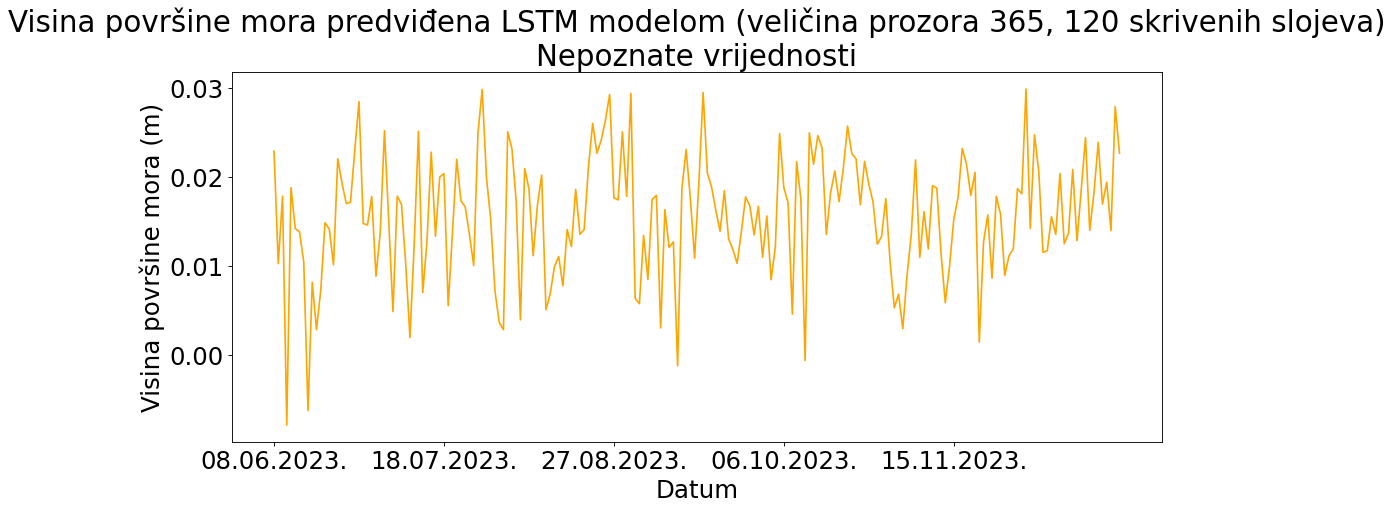 Visina površine mora predviđena LSTM modelom (veličina prozora 365, 120 skrivenih slojeva)
Nepoznate vrijednosti
Visina površine mora (m)
0.03
0.02
0.01
0.00
08.06.2023. 18.07.2023. 27.08.2023. 06.10.2023. 15.11.2023.
Datum